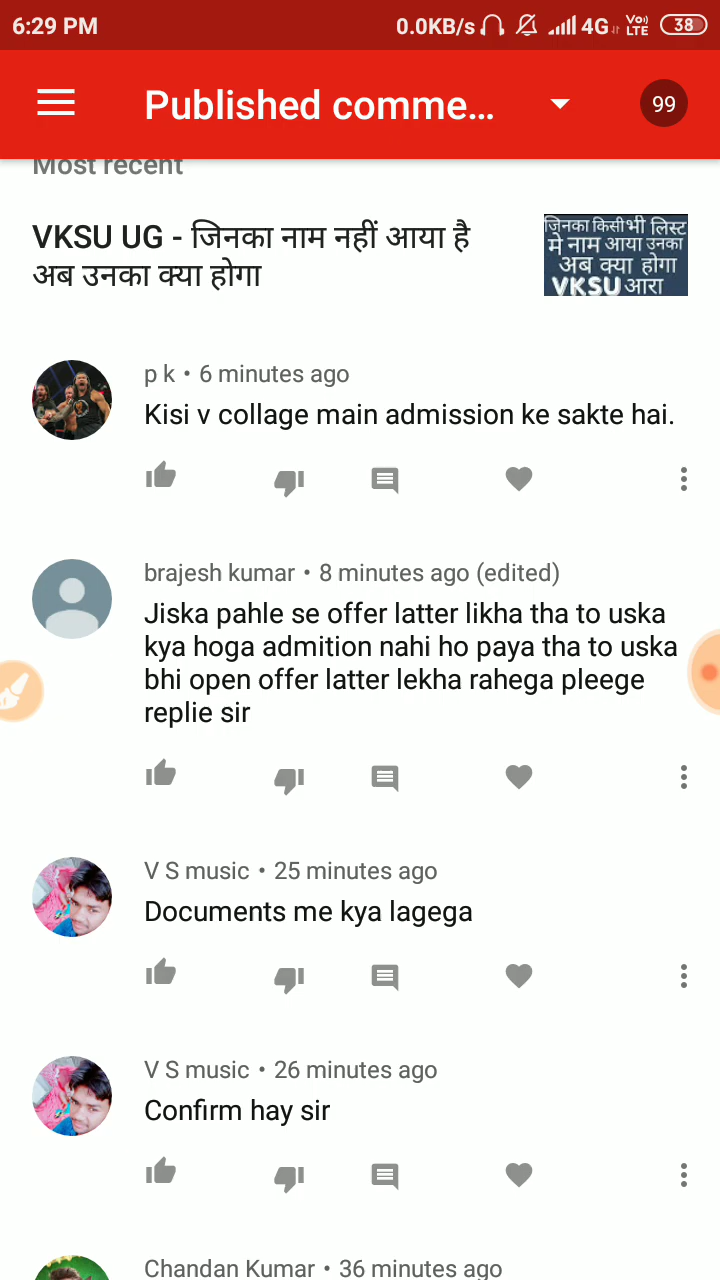 6:29 PM
0.0KB/s 4G Vo) LTE 38
Published comme...
99
Most recent
VKSU UG - जिनका नाम नहीं आया है
अब उनका क्या होगा
जिनका किसी भी लिस्ट
मे नाम आया उनका
अब क्या होगा
VKSU आरा
p k • 6 minutes ago
Kisi v collage main admission ke sakte hai.
brajesh kumar • 8 minutes ago (edited)
Jiska pahle se offer latter likha tha to uska
kya hoga admition nahi ho paya tha to uska
bhi open offer latter lekha rahega pleege
replie sir
V S music • 25 minutes ago
Documents me kya lagega
V S music • 26 minutes ago
Confirm hay sir
Chandan Kumar • 36 minutes ago